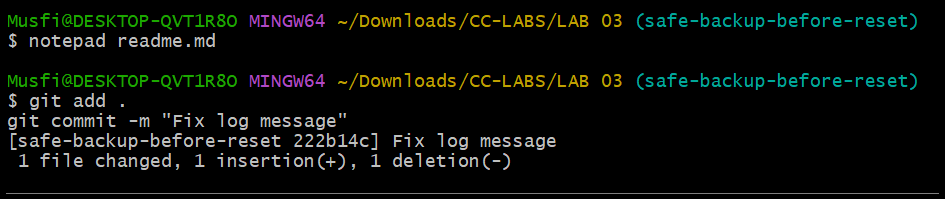 Musfi@DESKTOP-QVT1R8O MINGW64 ~/Downloads/CC-LABS/LAB 03 (safe-backup-before-reset)
$ notepad readme.md
Musfi@DESKTOP-QVT1R8O MINGW64 ~/Downloads/CC-LABS/LAB 03 (safe-backup-before-reset)
$ git add .
git commit -m "Fix log message"
[safe-backup-before-reset 222b14c] Fix log message
 1 file changed, 1 insertion(+), 1 deletion(-)